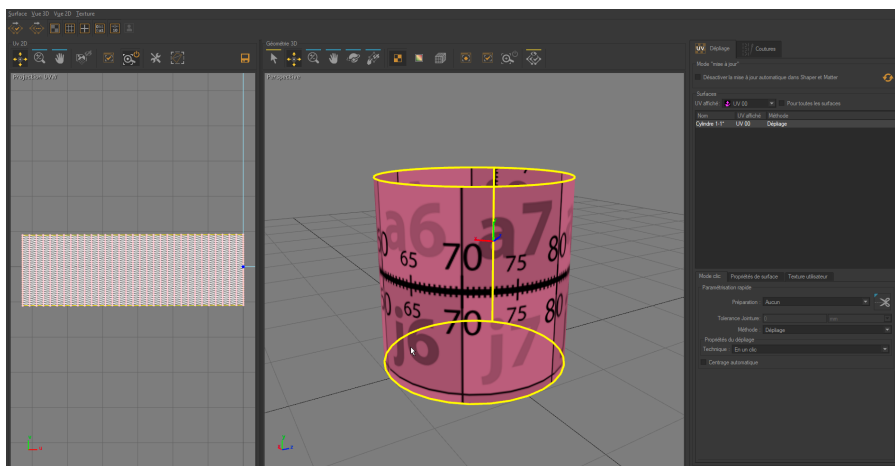 Surface Vue 3D Vue 2D Texture
Uv 2D
Géométrie 3D
Projection UVW
Perspective
UV Dépliage
Coutures
Mode "mise à jour"
Désactiver la mise à jour automatique dans Shaper et Matter
Surfaces
UV affiché UV 00 Pour toutes les surfaces
Nom UV affiché Méthode
Cylindre 1-1* UV 00 Dépliage
a6 a7
65 70 75 80
65 70 75 80
j6 j7
Mode clic Propriétés de surface Texture utilisateur
Paramétrisation rapide
Préparation Aucun
Tolerance Jointure
Méthode Dépliage
Propriétés du dépliage
Technique En un clic
Centrage automatique